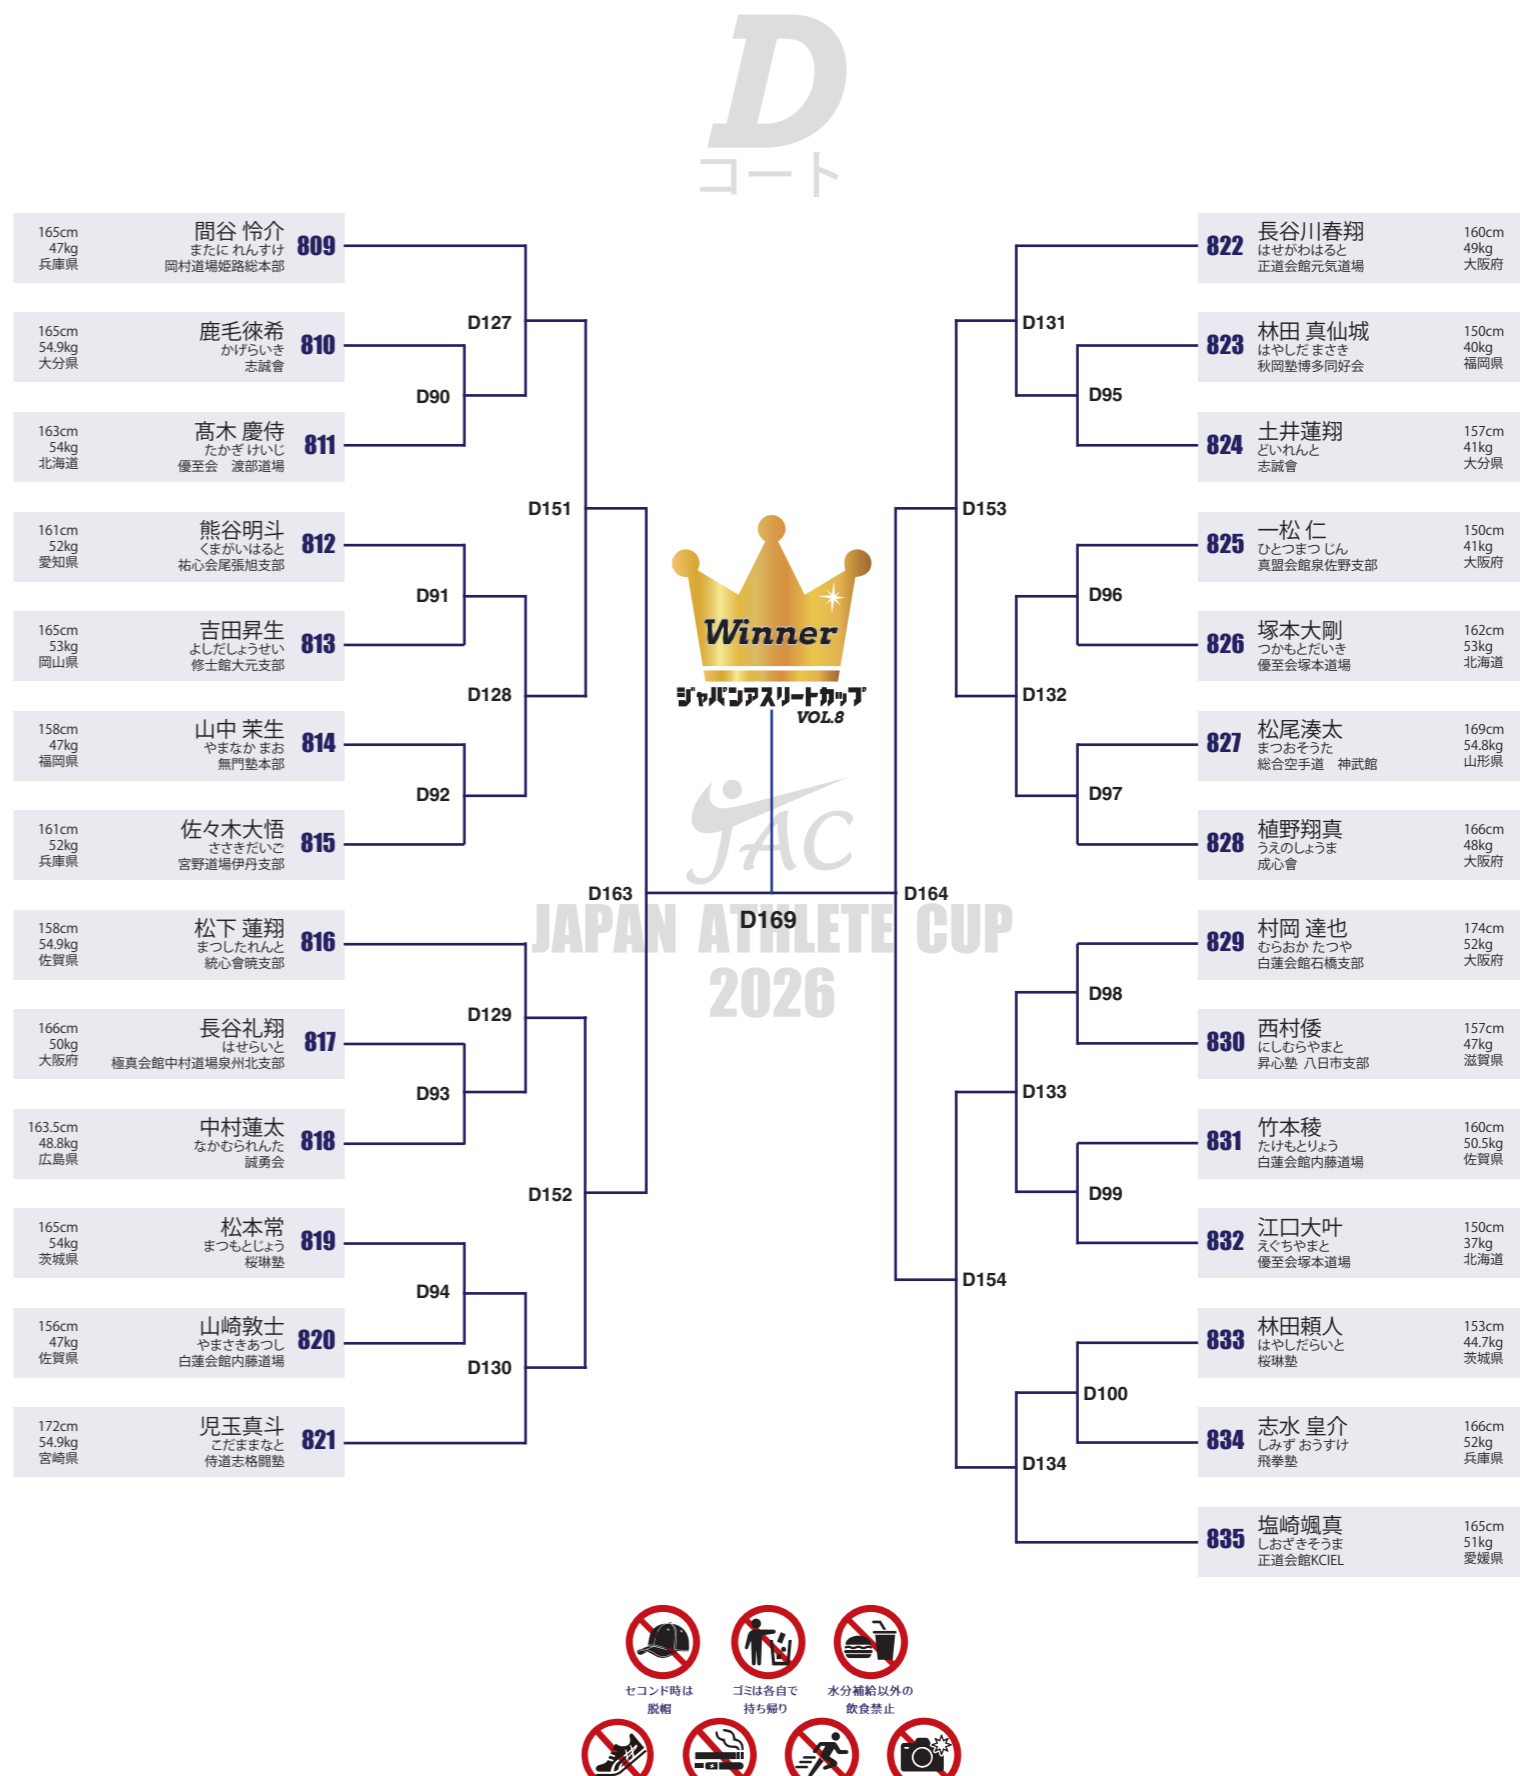 D
コート
165cm
47kg
兵庫県
間谷 怜介
またに れんすけ
岡村道場姫路総本部
809
165cm
54.9kg
大分県
鹿毛徠希
かげらいき
志誠會
810
163cm
54kg
北海道
髙木 慶侍
たかぎ けいじ
優至会　渡部道場
811
161cm
52kg
愛知県
熊谷明斗
くまがいはると
祐心会尾張旭支部
812
165cm
53kg
岡山県
吉田昇生
よしだしょうせい
修士館大元支部
813
158cm
47kg
福岡県
山中 茉生
やまなか まお
無門塾本部
814
161cm
52kg
兵庫県
佐々木大悟
ささきだいご
宮野道場伊丹支部
815
158cm
54.9kg
佐賀県
松下 蓮翔
まつしたれんと
統心會暁支部
816
166cm
50kg
大阪府
長谷礼翔
はせらいと
極真会館中村道場泉州北支部
817
163.5cm
48.8kg
広島県
中村蓮太
なかむられんた
誠勇会
818
165cm
54kg
茨城県
松本常
まつもとじょう
桜琳塾
819
156cm
47kg
佐賀県
山崎敦士
やまさきあつし
白蓮会館内藤道場
820
172cm
54.9kg
宮崎県
児玉真斗
こだままなと
侍道志格闘塾
821
D127
D90
D151
D91
D128
D92
D163
D129
D93
D152
D94
D130
Winner
ジャパンアスリートカップ
VOL.8
JAC
D169
JAPAN ATHLETE CUP
2026
D131
D95
D153
D96
D132
D97
D164
D98
D133
D99
D154
D100
D134
822
長谷川春翔
はせがわはると
正道会館元気道場
160cm
49kg
大阪府
823
林田 真仙城
はやしだ まさき
秋岡塾博多同好会
150cm
40kg
福岡県
824
土井蓮翔
どいれんと
志誠會
157cm
41kg
大分県
825
一松 仁
ひとつまつ じん
真盟会館泉佐野支部
150cm
41kg
大阪府
826
塚本大剛
つかもとだいき
優至会塚本道場
162cm
53kg
北海道
827
松尾湊太
まつおそうた
総合空手道　神武館
169cm
54.8kg
山形県
828
植野翔真
うえのしょうま
成心會
166cm
48kg
大阪府
829
村岡 達也
むらおか たつや
白蓮会館石橋支部
174cm
52kg
大阪府
830
西村倭
にしむらやまと
昇心塾 八日市支部
157cm
47kg
滋賀県
831
竹本稜
たけもとりょう
白蓮会館内藤道場
160cm
50.5kg
佐賀県
832
江口大叶
えぐちやまと
優至会塚本道場
150cm
37kg
北海道
833
林田頼人
はやしだらいと
桜琳塾
153cm
44.7kg
茨城県
834
志水 皇介
しみず おうすけ
飛拳塾
166cm
52kg
兵庫県
835
塩崎颯真
しおざきそうま
正道会館KCIEL
165cm
51kg
愛媛県
セコンド時は
脱帽
ゴミは各自で
持ち帰り
水分補給以外の
飲食禁止